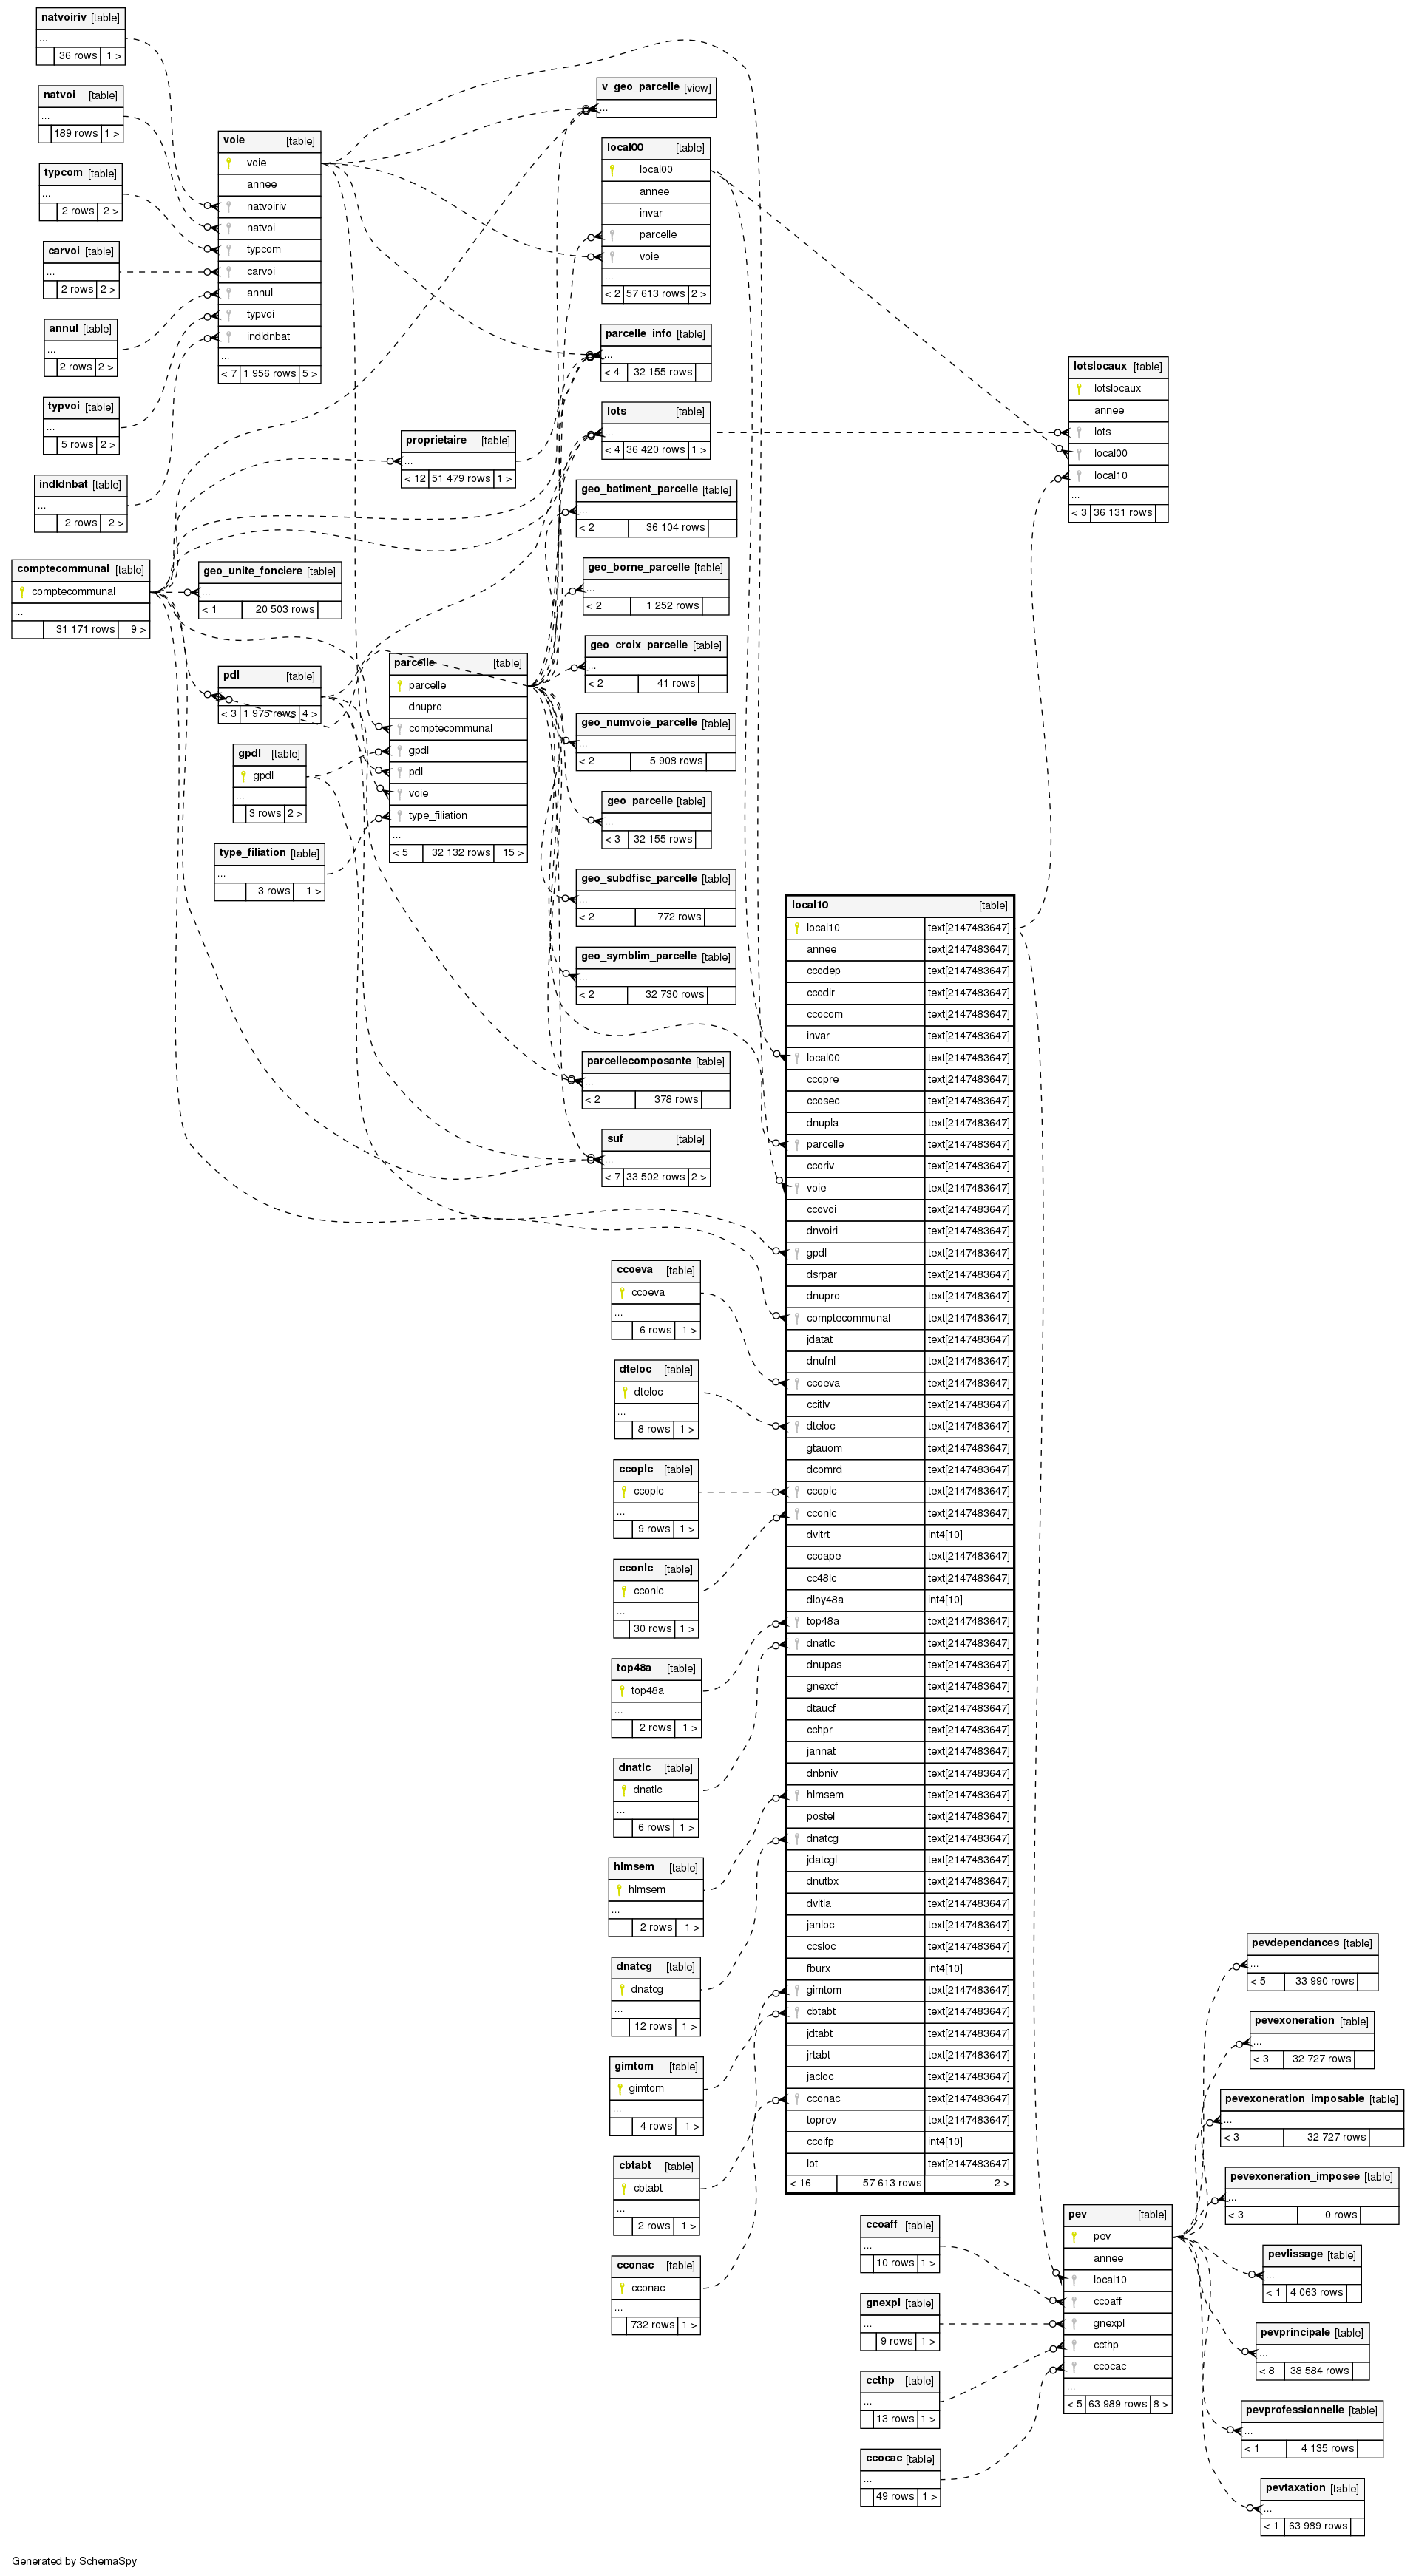 natvoiriv [table]
...
36 rows 1 >
natvoi [table]
...
189 rows 1 >
typcom [table]
...
2 rows 2 >
carvoi [table]
...
2 rows 2 >
annul [table]
...
2 rows 2 >
typvoi [table]
...
5 rows 2 >
indldnbat [table]
...
2 rows 2 >
comptecommunal [table]
comptecommunal
...
31 171 rows 9 >
voie [table]
voie
annee
natvoiriv
natvoi
typcom
carvoi
annul
typvoi
indldnbat
...
< 7 1 956 rows 5 >
geo_unite_fonciere [table]
...
< 1 20 503 rows
pdl [table]
< 3 1 975 rows 4 >
gpdl [table]
gpdl
...
3 rows 2 >
type_filiation [table]
...
3 rows 1 >
proprietaire [table]
...
< 12 51 479 rows 1 >
parcelle [table]
parcelle
dnupro
comptecommunal
gpdl
pdl
voie
type_filiation
...
< 5 32 132 rows 15 >
v_geo_parcelle [view]
...
local00 [table]
local00
annee
invar
parcelle
voie
...
< 2 57 613 rows 2 >
parcelle_info [table]
...
< 4 32 155 rows
lots [table]
...
< 4 36 420 rows 1 >
geo_batiment_parcelle [table]
...
< 2 36 104 rows
geo_borne_parcelle [table]
...
< 2 1 252 rows
geo_croix_parcelle [table]
...
< 2 41 rows
geo_numvoie_parcelle [table]
...
< 2 5 908 rows
geo_parcelle [table]
...
< 3 32 155 rows
geo_subdfisc_parcelle [table]
...
< 2 772 rows
geo_symblim_parcelle [table]
...
< 2 32 730 rows
parcellecomposante [table]
...
< 2 378 rows
suf [table]
...
< 7 33 502 rows 2 >
ccoeva [table]
ccoeva
...
6 rows 1 >
dteloc [table]
dteloc
...
8 rows 1 >
ccoplc [table]
ccoplc
...
9 rows 1 >
cconlc [table]
cconlc
...
30 rows 1 >
top48a [table]
top48a
...
2 rows 1 >
dnatlc [table]
dnatlc
...
6 rows 1 >
hlmsem [table]
hlmsem
...
2 rows 1 >
dnatcg [table]
dnatcg
...
12 rows 1 >
gimtom [table]
gimtom
...
4 rows 1 >
cbtabt [table]
cbtabt
...
2 rows 1 >
cconac [table]
cconac
...
732 rows 1 >
local10 [table]
local10 text[2147483647]
annee text[2147483647]
ccodep text[2147483647]
ccodir text[2147483647]
ccocom text[2147483647]
invar text[2147483647]
local00 text[2147483647]
ccopre text[2147483647]
ccosec text[2147483647]
dnupla text[2147483647]
parcelle text[2147483647]
ccoriv text[2147483647]
voie text[2147483647]
ccovoi text[2147483647]
dnvoiri text[2147483647]
gpdl text[2147483647]
dsrpar text[2147483647]
dnupro text[2147483647]
comptecommunal text[2147483647]
jdatat text[2147483647]
dnufnl text[2147483647]
ccoeva text[2147483647]
ccitlv text[2147483647]
dteloc text[2147483647]
gtauom text[2147483647]
dcomrd text[2147483647]
ccoplc text[2147483647]
cconlc text[2147483647]
dvltrt int4[10]
ccoape text[2147483647]
cc48lc text[2147483647]
dloy48a int4[10]
top48a text[2147483647]
dnatlc text[2147483647]
dnupas text[2147483647]
gnexcf text[2147483647]
dtaucf text[2147483647]
cchpr text[2147483647]
jannat text[2147483647]
dnbniv text[2147483647]
hlmsem text[2147483647]
postel text[2147483647]
dnatcg text[2147483647]
jdatcgl text[2147483647]
dnutbx text[2147483647]
dvltla text[2147483647]
janloc text[2147483647]
ccsloc text[2147483647]
fburx int4[10]
gimtom text[2147483647]
cbtabt text[2147483647]
jdtabt text[2147483647]
jrtabt text[2147483647]
jacloc text[2147483647]
cconac text[2147483647]
toprev text[2147483647]
ccoifp int4[10]
lot text[2147483647]
< 16 57 613 rows 2 >
ccoaff [table]
...
10 rows 1 >
gnexpl [table]
...
9 rows 1 >
ccthp [table]
...
13 rows 1 >
ccocac [table]
...
49 rows 1 >
lotslocaux [table]
lotslocaux
annee
lots
local00
local10
...
< 3 36 131 rows
pev [table]
pev
annee
local10
ccoaff
gnexpl
ccthp
ccocac
...
< 5 63 989 rows 8 >
pevdependances [table]
...
< 5 33 990 rows
pevexoneration [table]
...
< 3 32 727 rows
pevexoneration_imposable [table]
...
< 3 32 727 rows
pevexoneration_imposee [table]
...
< 3 0 rows
pevlissage [table]
...
< 1 4 063 rows
pevprincipale [table]
...
< 8 38 584 rows
pevprofessionnelle [table]
...
< 1 4 135 rows
pevtaxation [table]
...
< 1 63 989 rows
Generated by SchemaSpy